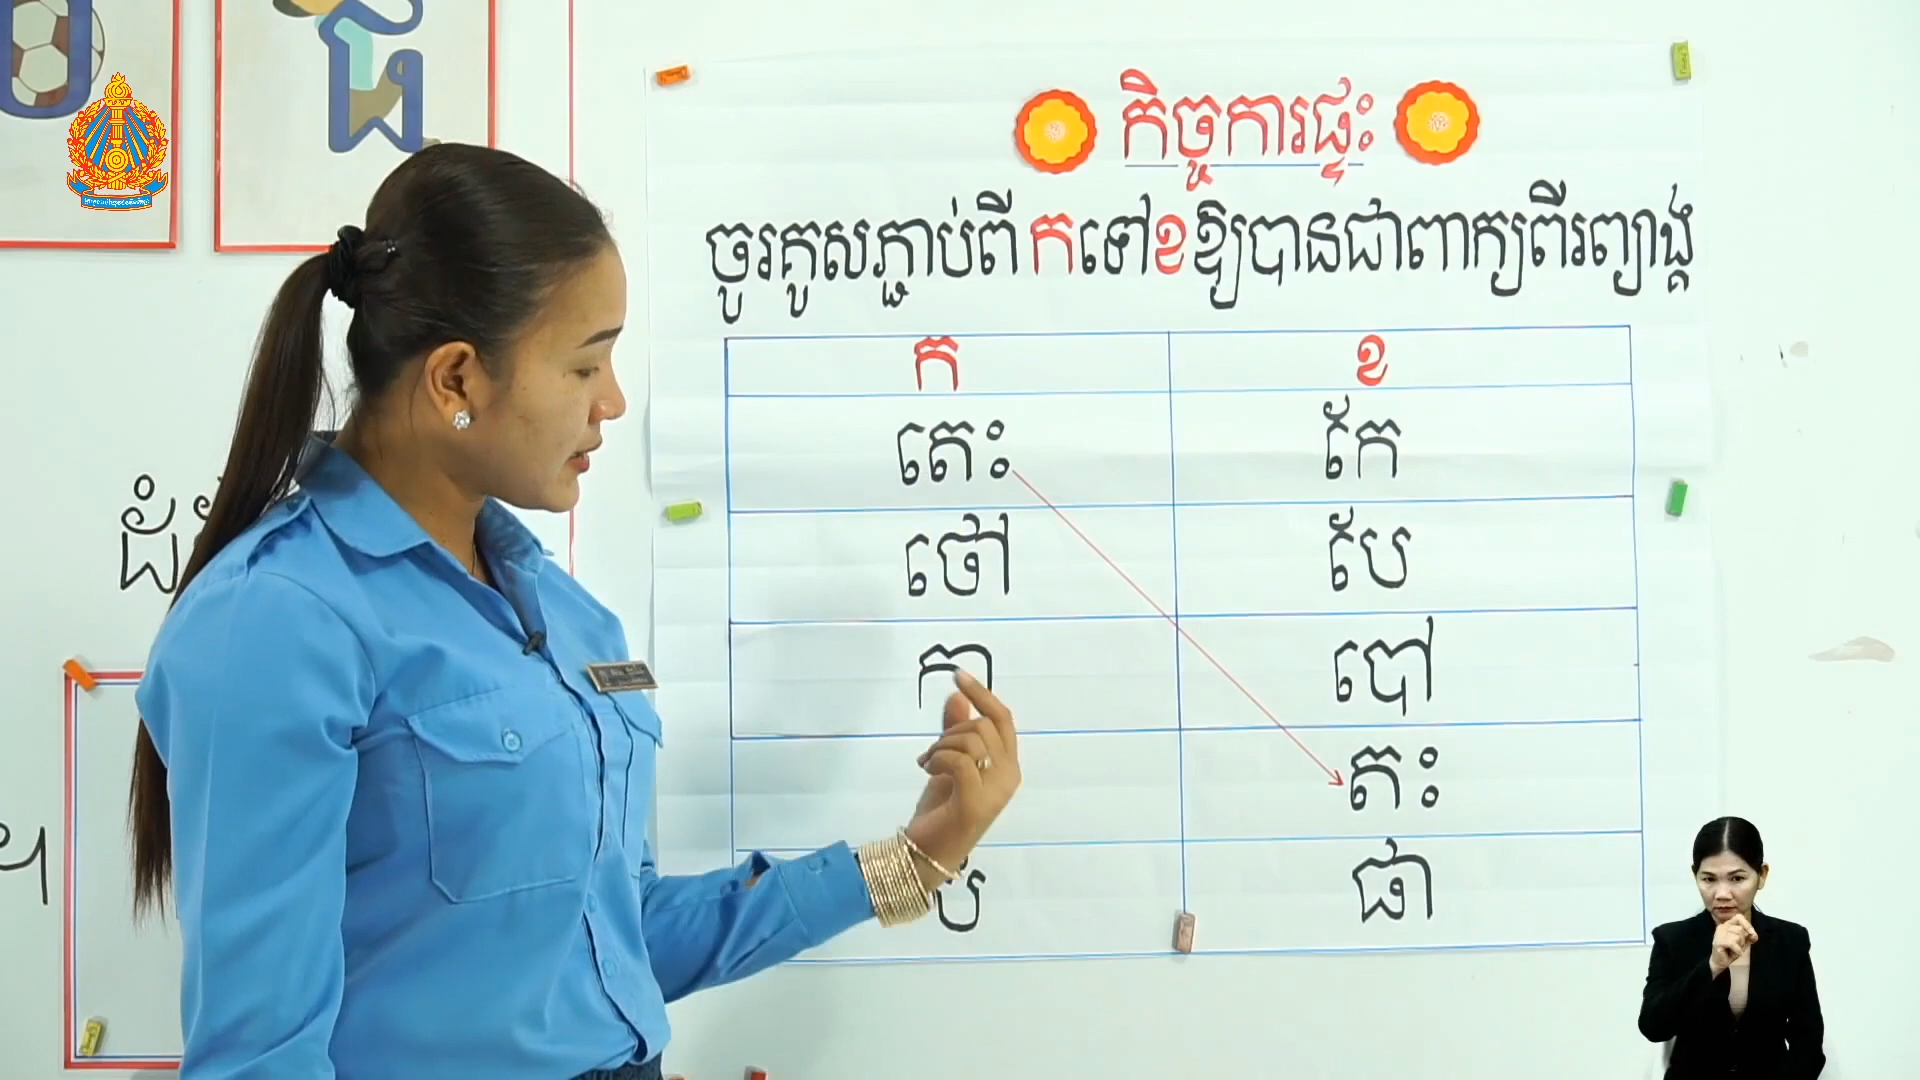 កិច្ចការផ្ទះ
ចូរគូសភ្ជាប់ពី ក ទៅ ខ ឱ្យបានជាពាក្យពីរព្យាង្គ
ក ខ
តេះ កែ
ថៅ បែ
កា បៅ
តះ
ផា